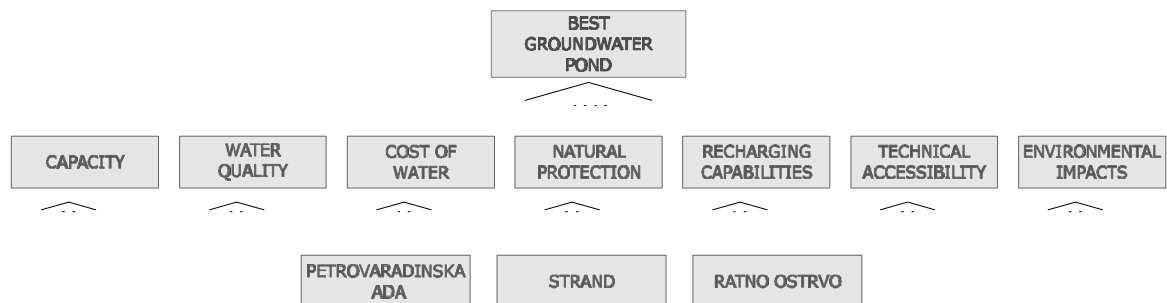 BEST
GROUNDWATER
POND
CAPACITY
WATER
QUALITY
COST OF
WATER
NATURAL
PROTECTION
RECHARGING
CAPABILITIES
TECHNICAL
ACCESSIBILITY
ENVIRONMENTAL
IMPACTS
PETROVARADINSKA
ADA
STRAND
RATNO OSTRVO